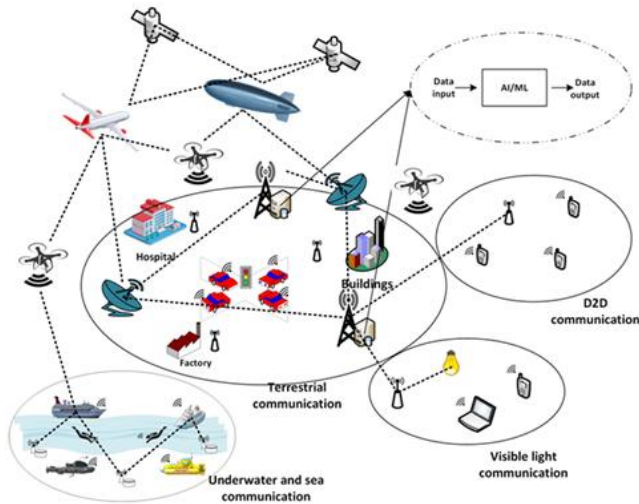 Data
input
AI/ML
Data
output
Hospital
Buildings
Factory
D2D
communication
Terrestrial
communication
Visible light
communication
Underwater and sea
communication